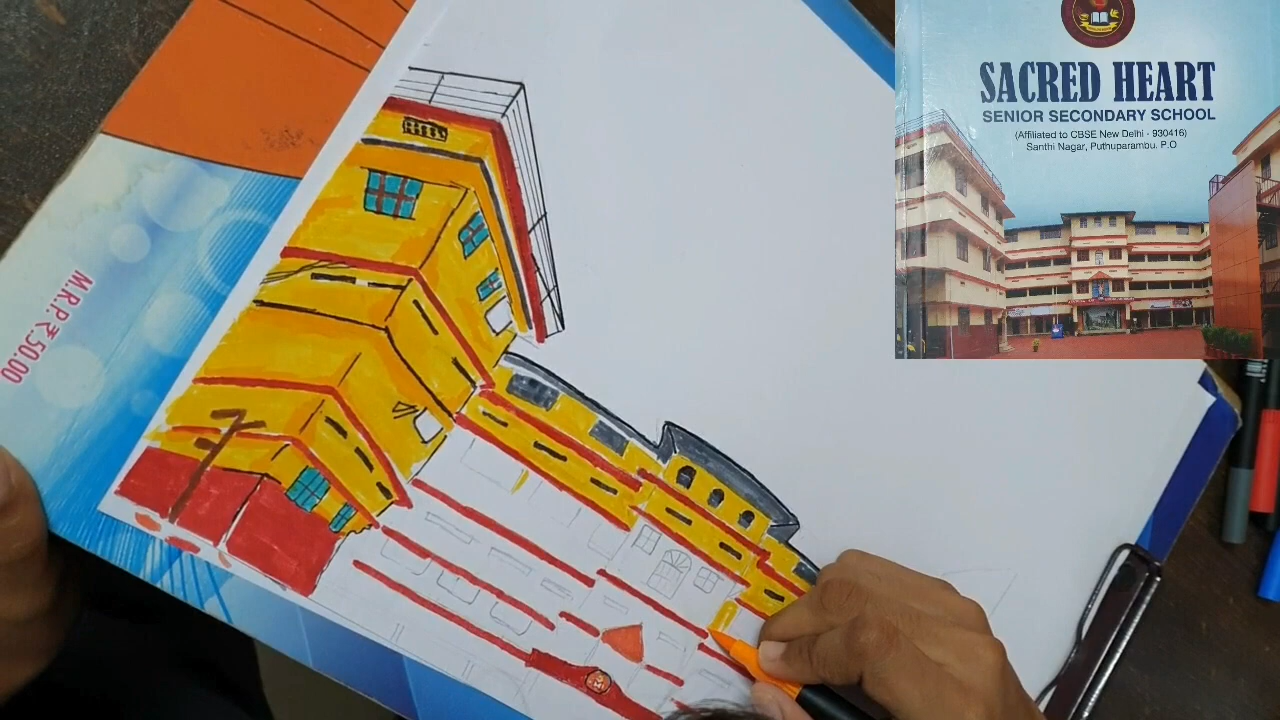 SACRED HEART
SENIOR SECONDARY SCHOOL
(Affiliated to CBSE New Delhi - 930416)
Santhi Nagar, Puthuparambu. P.O
M.R.P. ₹ 50.00